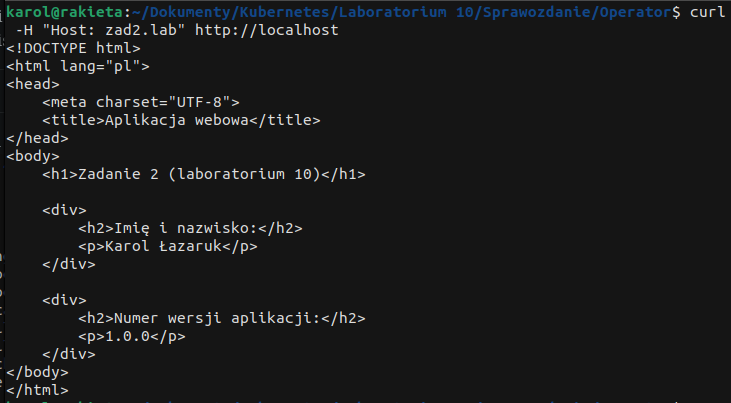 karol@rakieta:~/Dokumenty/Kubernetes/Laboratorium 10/Sprawozdanie/Operator$ curl
 -H "Host: zad2.lab" http://localhost
<!DOCTYPE html>
<html lang="pl">
<head>
    <meta charset="UTF-8">
    <title>Aplikacja webowa</title>
</head>
<body>
    <h1>Zadanie 2 (laboratorium 10)</h1>

    <div>
        <h2>Imię i nazwisko:</h2>
        <p>Karol Łazaruk</p>
    </div>

    <div>
        <h2>Numer wersji aplikacji:</h2>
        <p>1.0.0</p>
    </div>
</body>
</html>